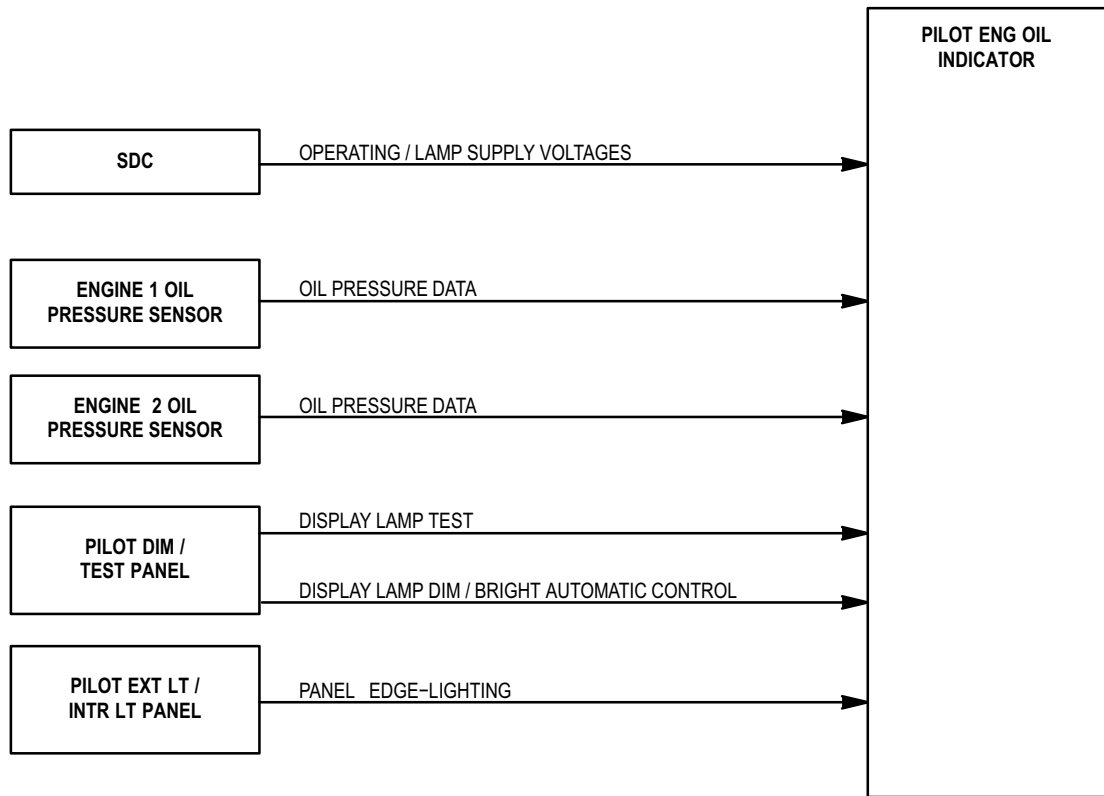 PILOT ENG OIL
INDICATOR
SDC
OPERATING / LAMP SUPPLY VOLTAGES
ENGINE 1 OIL
PRESSURE SENSOR
OIL PRESSURE DATA
ENGINE 2 OIL
PRESSURE SENSOR
OIL PRESSURE DATA
PILOT DIM /
TEST PANEL
DISPLAY LAMP TEST
DISPLAY LAMP DIM / BRIGHT AUTOMATIC CONTROL
PILOT EXT LT /
INTR LT PANEL
PANEL EDGE−LIGHTING